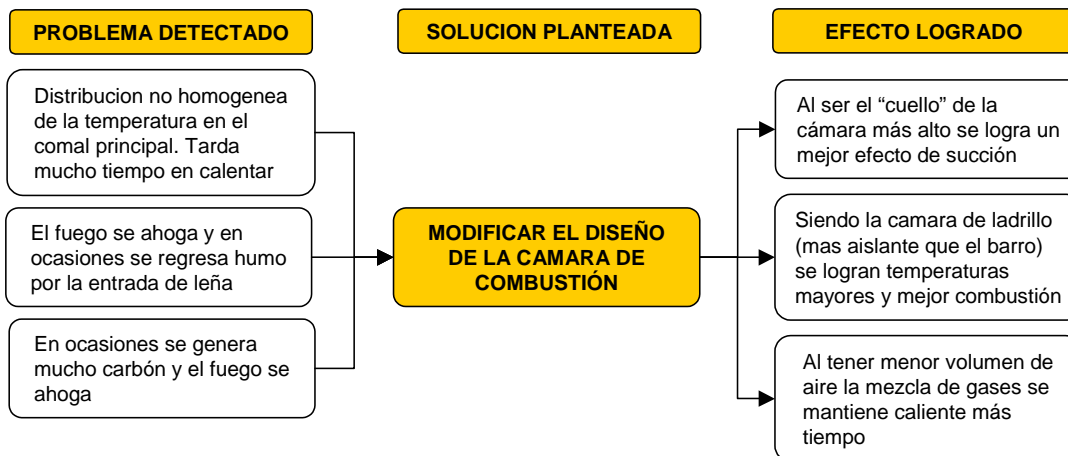 PROBLEMA DETECTADO
SOLUCION PLANTEADA
EFECTO LOGRADO
Distribucion no homogenea
de la temperatura en el
comal principal. Tarda
mucho tiempo en calentar
El fuego se ahoga y en
ocasiones se regresa humo
por la entrada de leña
En ocasiones se genera
mucho carbón y el fuego se
ahoga
MODIFICAR EL DISEÑO
DE LA CAMARA DE
COMBUSTIÓN
Al ser el “cuello” de la
cámara más alto se logra un
mejor efecto de succión
Siendo la camara de ladrillo
(mas aislante que el barro)
se logran temperaturas
mayores y mejor combustión
Al tener menor volumen de
aire la mezcla de gases se
mantiene caliente más
tiempo